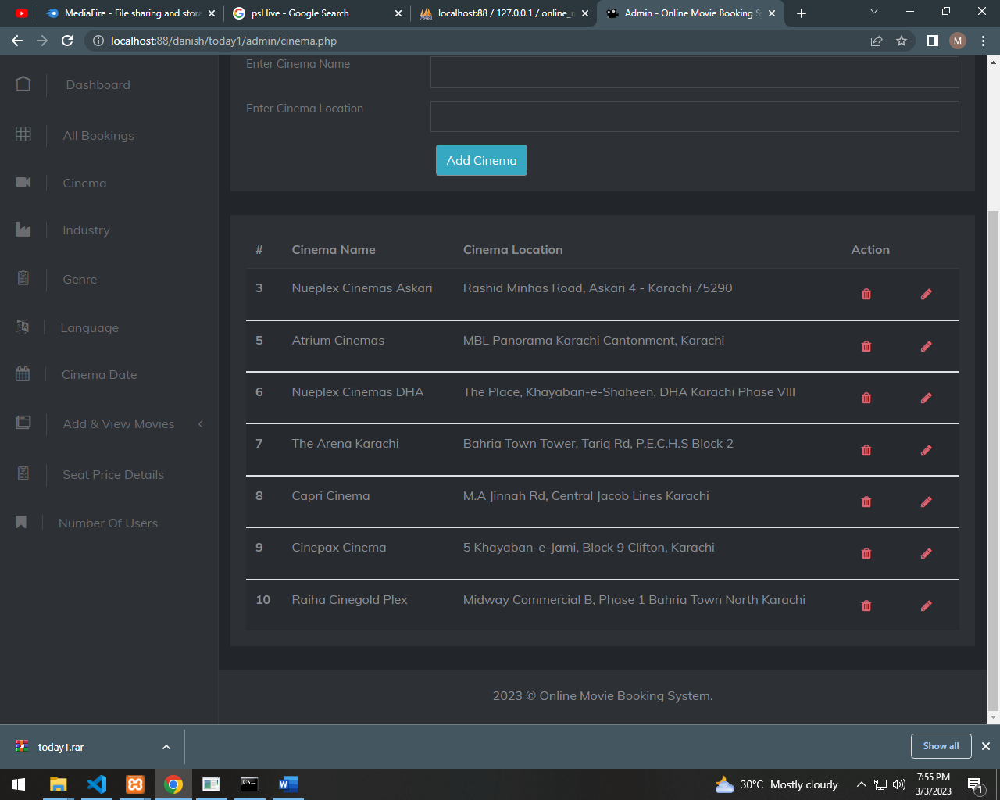 MediaFire - File sharing and stora
psl live - Google Search
localhost:88 / 127.0.0.1 / online_m
Admin - Online Movie Booking S
localhost:88/danish/today1/admin/cinema.php
M
Dashboard
All Bookings
Cinema
Industry
Genre
Language
Cinema Date
Add & View Movies
Seat Price Details
Number Of Users
Enter Cinema Name
Enter Cinema Location
Add Cinema
# Cinema Name Cinema Location Action
3 Nueplex Cinemas Askari Rashid Minhas Road, Askari 4 - Karachi 75290
5 Atrium Cinemas MBL Panorama Karachi Cantonment, Karachi
6 Nueplex Cinemas DHA The Place, Khayaban-e-Shaheen, DHA Karachi Phase VIII
7 The Arena Karachi Bahria Town Tower, Tariq Rd, P.E.C.H.S Block 2
8 Capri Cinema M.A Jinnah Rd, Central Jacob Lines Karachi
9 Cinepax Cinema 5 Khayaban-e-Jami, Block 9 Clifton, Karachi
10 Raiha Cinegold Plex Midway Commercial B, Phase 1 Bahria Town North Karachi
2023 © Online Movie Booking System.
today1.rar
Show all
30°C Mostly cloudy
7:55 PM
3/3/2023
1